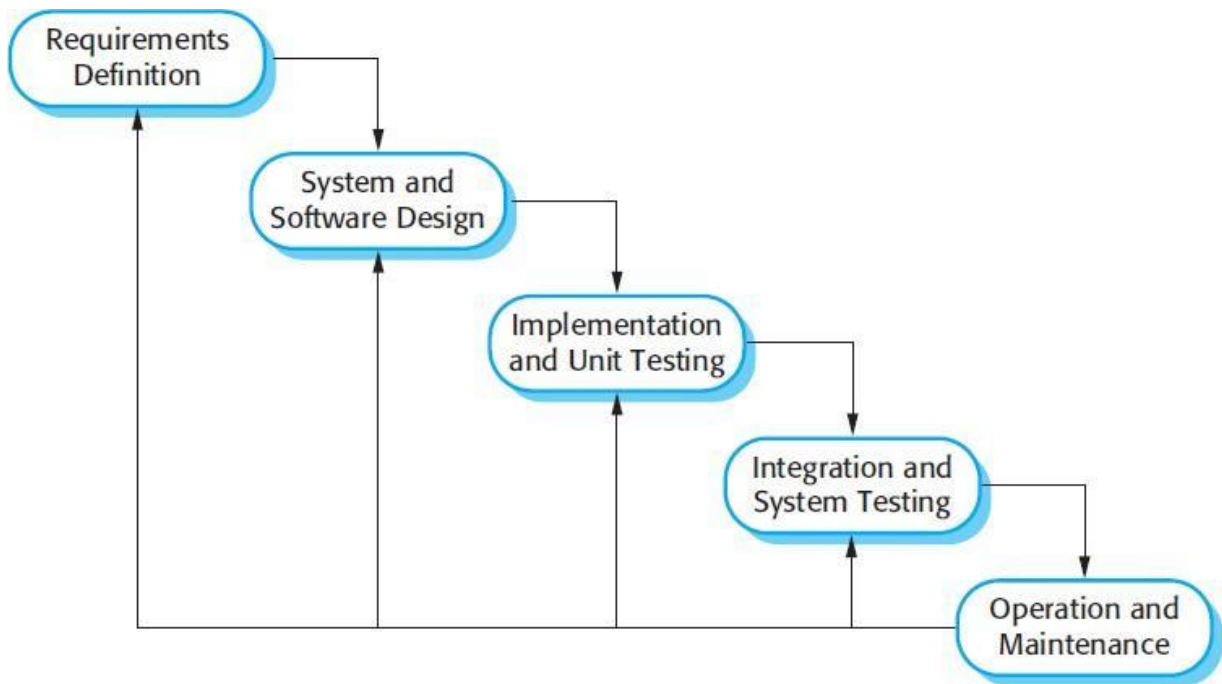 Requirements
Definition
System and
Software Design
Implementation
and Unit Testing
Integration and
System Testing
Operation and
Maintenance